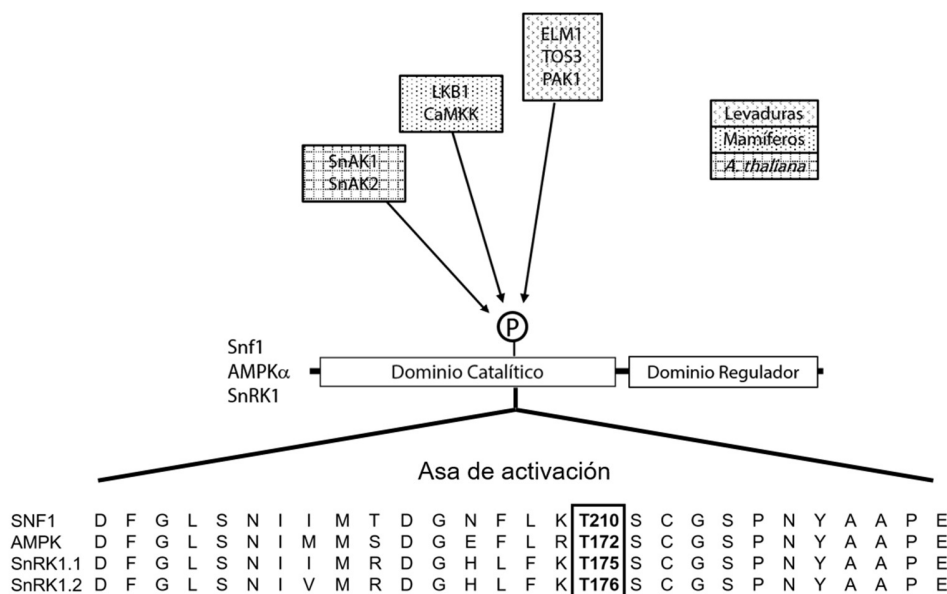 ELM1
TOS3
PAK1
LKB1
CaMKK
SnAK1
SnAK2
Levaduras
Mamíferos
A. thaliana
P
Snf1
AMPKα
SnRK1
Dominio Catalítico
Dominio Regulador
Asa de activación
SNF1 D F G L S N I I M T D G N F L K T210 S C G S P N Y A A P E
AMPK D F G L S N I M M S D G E F L R T172 S C G S P N Y A A P E
SnRK1.1 D F G L S N I I M R D G H L F K T175 S C G S P N Y A A P E
SnRK1.2 D F G L S N I V M R D G H L F K T176 S C G S P N Y A A P E